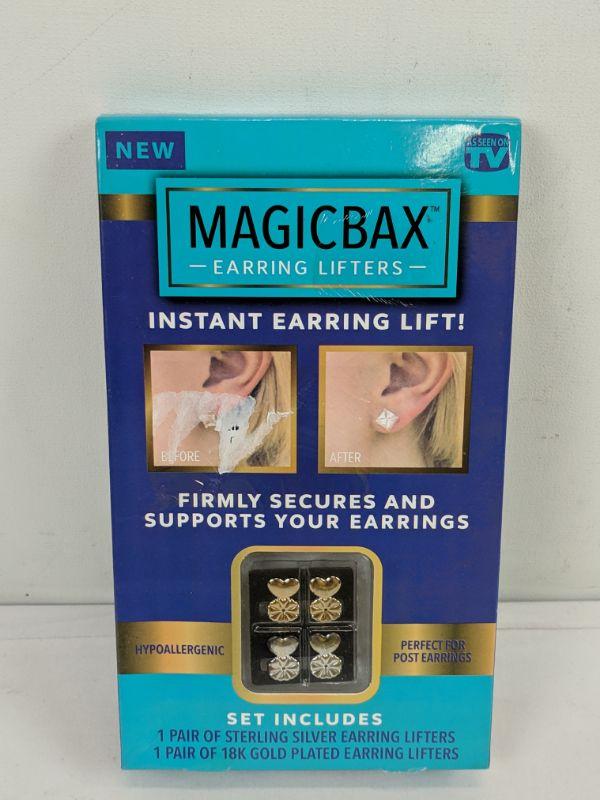 NEW
AS SEEN ON
TV
MAGICBAX™
— EARRING LIFTERS —
INSTANT EARRING LIFT!
BEFORE
AFTER
FIRMLY SECURES AND
SUPPORTS YOUR EARRINGS
HYPOALLERGENIC
PERFECT FOR
POST EARRINGS
SET INCLUDES
1 PAIR OF STERLING SILVER EARRING LIFTERS
1 PAIR OF 18K GOLD PLATED EARRING LIFTERS